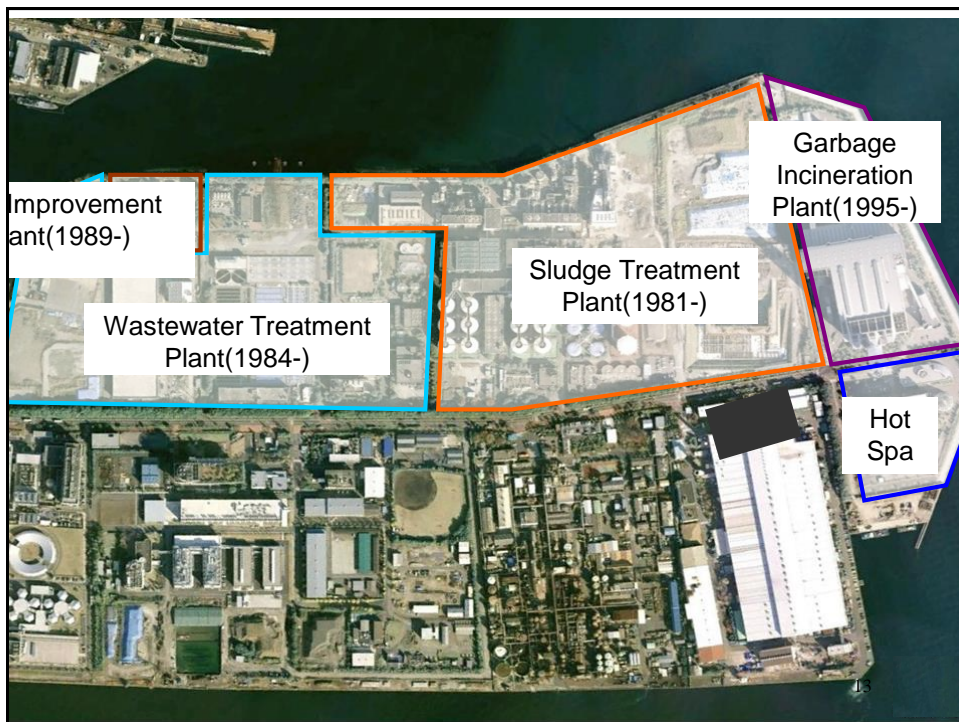 Improvement
ant(1989-)
Wastewater Treatment
Plant(1984-)
Sludge Treatment
Plant(1981-)
Garbage
Incineration
Plant(1995-)
Hot
Spa
13